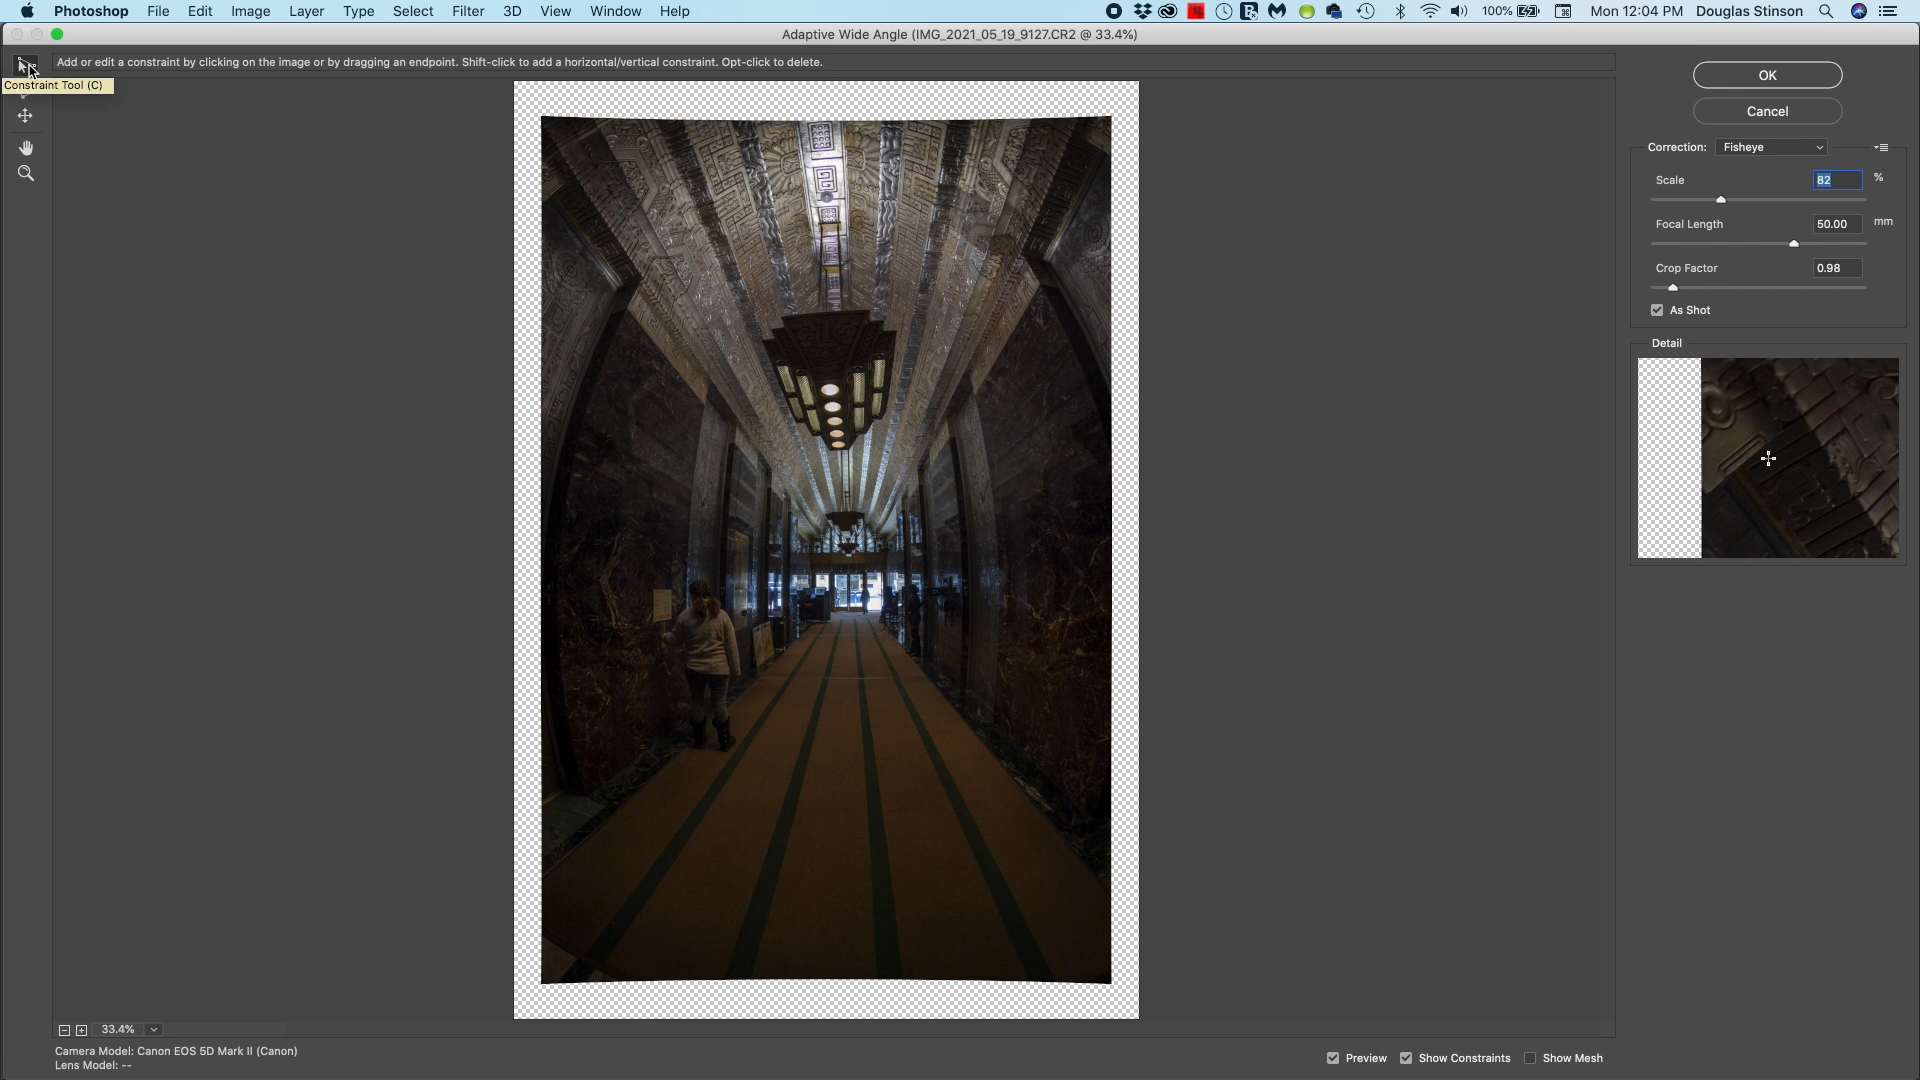 Photoshop File Edit Image Layer Type Select Filter 3D View Window Help 100% Mon 12:04 PM Douglas Stinson
Adaptive Wide Angle (IMG_2021_05_19_9127.CR2 @ 33.4%)
Add or edit a constraint by clicking on the image or by dragging an endpoint. Shift-click to add a horizontal/vertical constraint. Opt-click to delete.
Constraint Tool (C)
OK
Cancel
Correction: Fisheye
Scale 82 %
Focal Length 50.00 mm
Crop Factor 0.98
As Shot
Detail
33.4%
Camera Model: Canon EOS 5D Mark II (Canon)
Lens Model: --
Preview Show Constraints Show Mesh